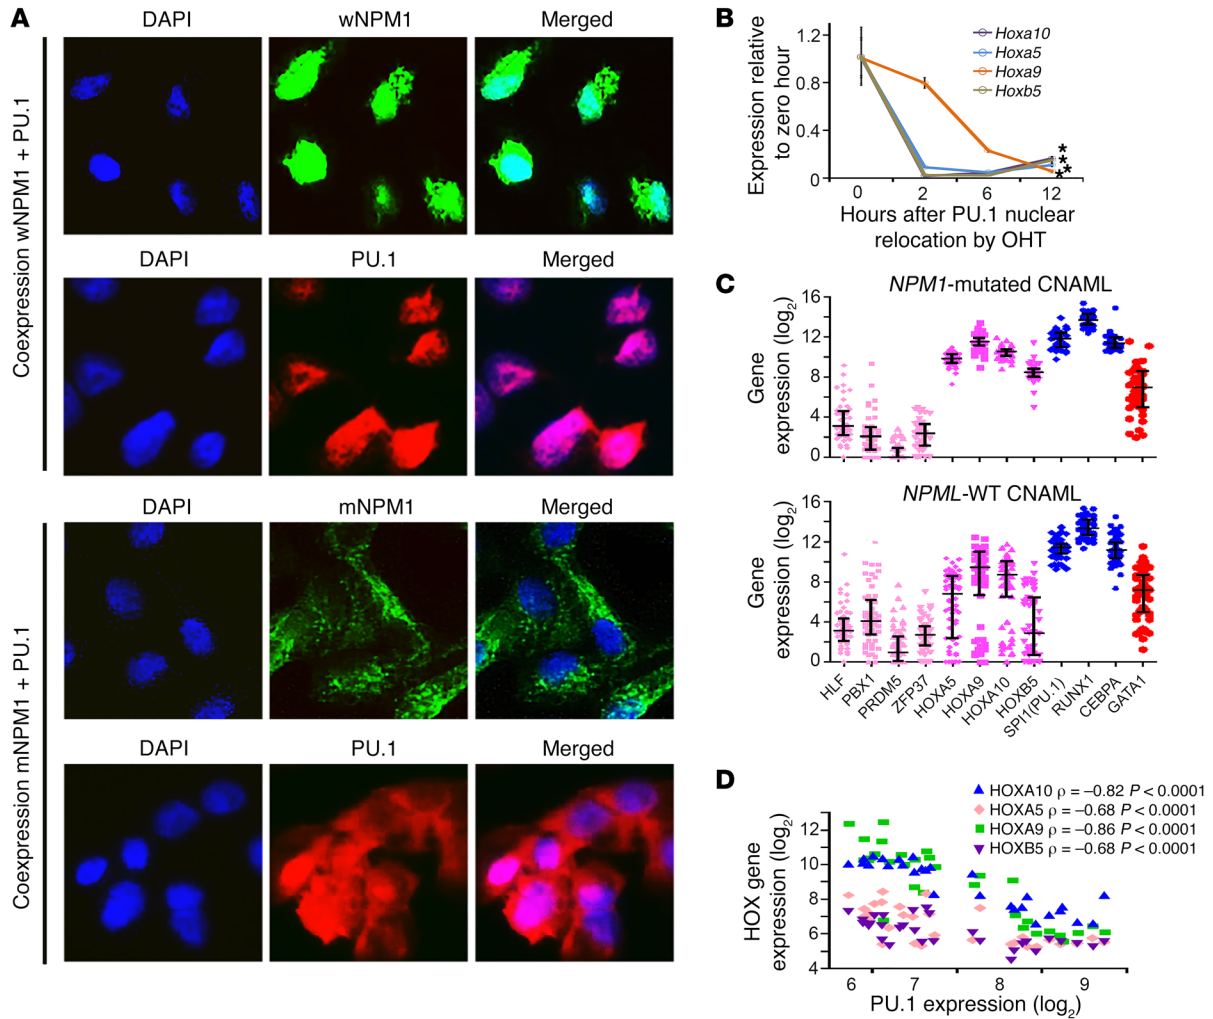 A
DAPI
wNPM1
Merged
Coexpression wNPM1 + PU.1
DAPI
PU.1
Merged
DAPI
mNPM1
Merged
Coexpression mNPM1 + PU.1
DAPI
PU.1
Merged
B
Expression relative
to zero hour
1.2
0.8
0.4
0
Hoxa10
Hoxa5
Hoxa9
Hoxb5
*
*
*
*
0 2 6 12
Hours after PU.1 nuclear
relocation by OHT
C
NPM1-mutated CNAML
Gene
expression (log2)
16
12
8
4
0
NPML-WT CNAML
Gene
expression (log2)
16
12
8
4
0
HLF
PBX1
PRDM5
ZFP37
HOXA5
HOXA9
HOXA10
HOXB5
SPI1(PU.1)
RUNX1
CEBPA
GATA1
D
HOXA10 ρ = –0.82 P < 0.0001
HOXA5 ρ = –0.68 P < 0.0001
HOXA9 ρ = –0.86 P < 0.0001
HOXB5 ρ = –0.68 P < 0.0001
HOX gene
expression (log2)
12
10
8
6
4
6 7 8 9
PU.1 expression (log2)